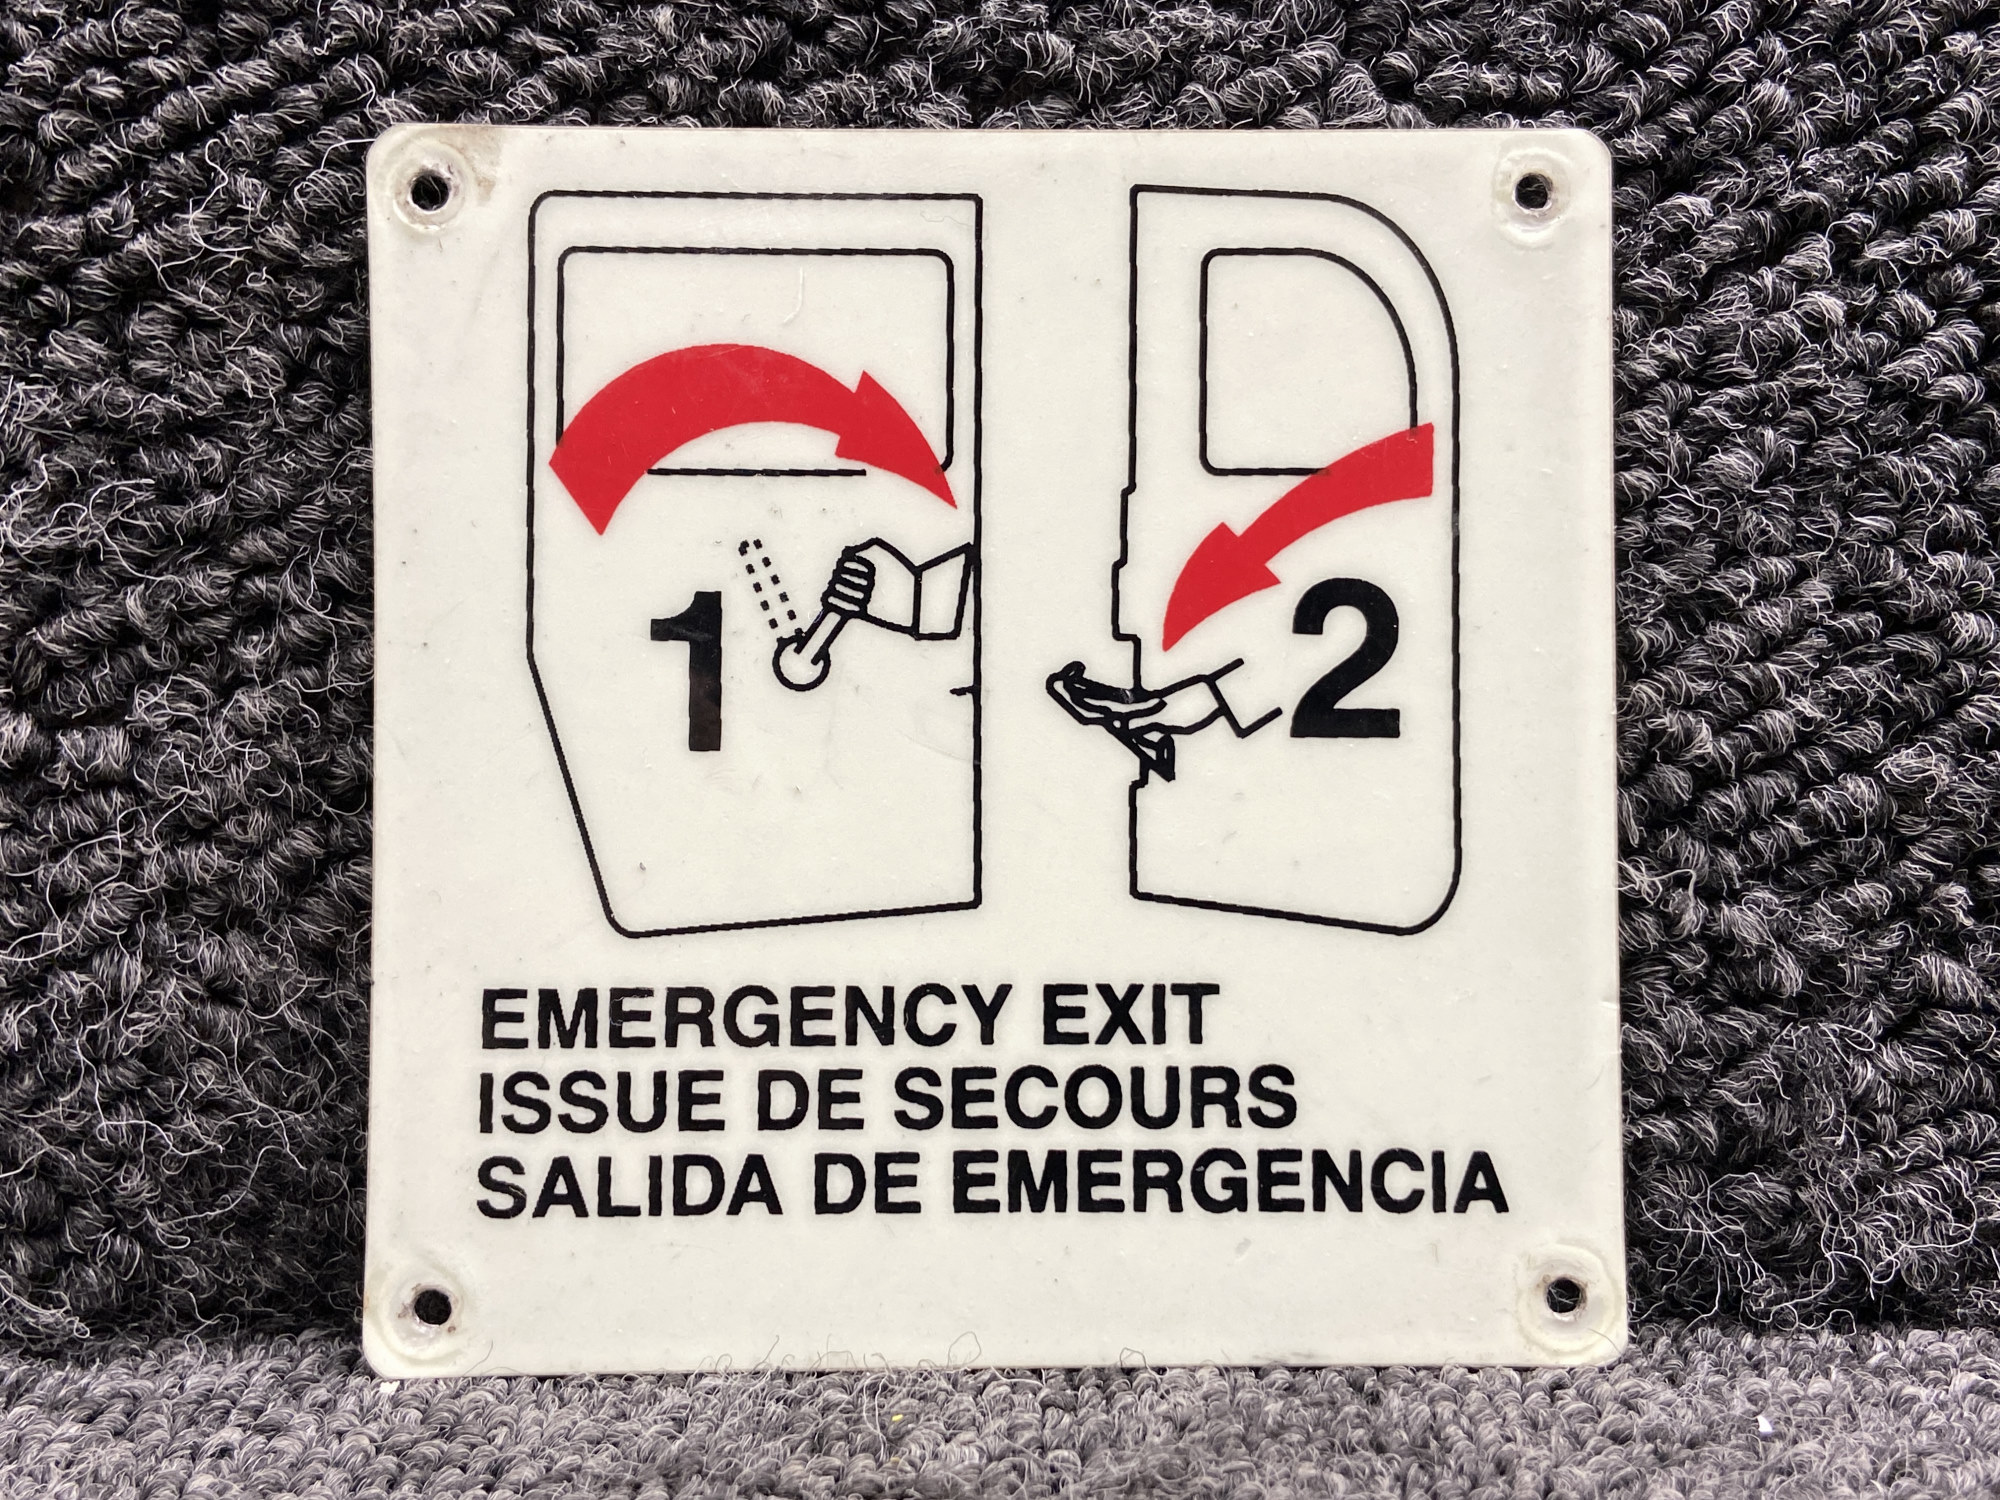 1
2
EMERGENCY EXIT
ISSUE DE SECOURS
SALIDA DE EMERGENCIA